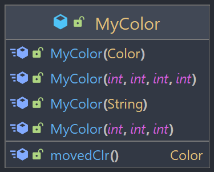 MyColor
MyColor(Color)
MyColor(int, int, int, int)
MyColor(String)
MyColor(int, int, int)
movedClr() Color